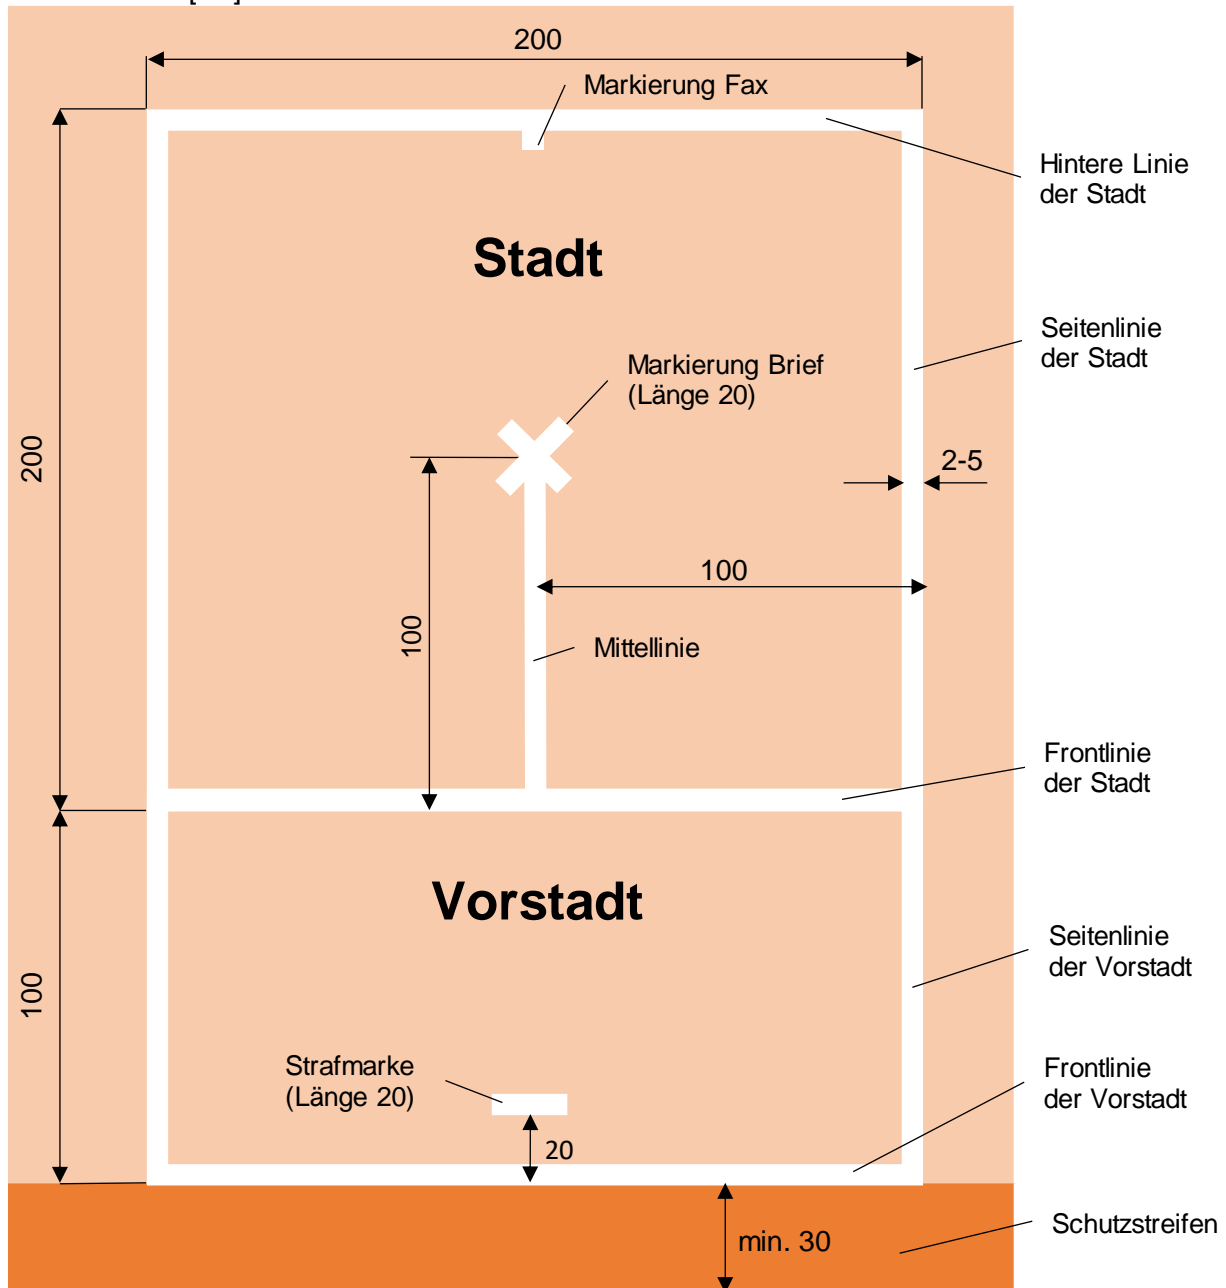 200
Markierung Fax
Hintere Linie
der Stadt
Stadt
Seitenlinie
der Stadt
Markierung Brief
(Länge 20)
200
2-5
100
100
Mittellinie
Frontlinie
der Stadt
Vorstadt
Seitenlinie
der Vorstadt
100
Strafmarke
(Länge 20)
Frontlinie
der Vorstadt
20
Schutzstreifen
min. 30